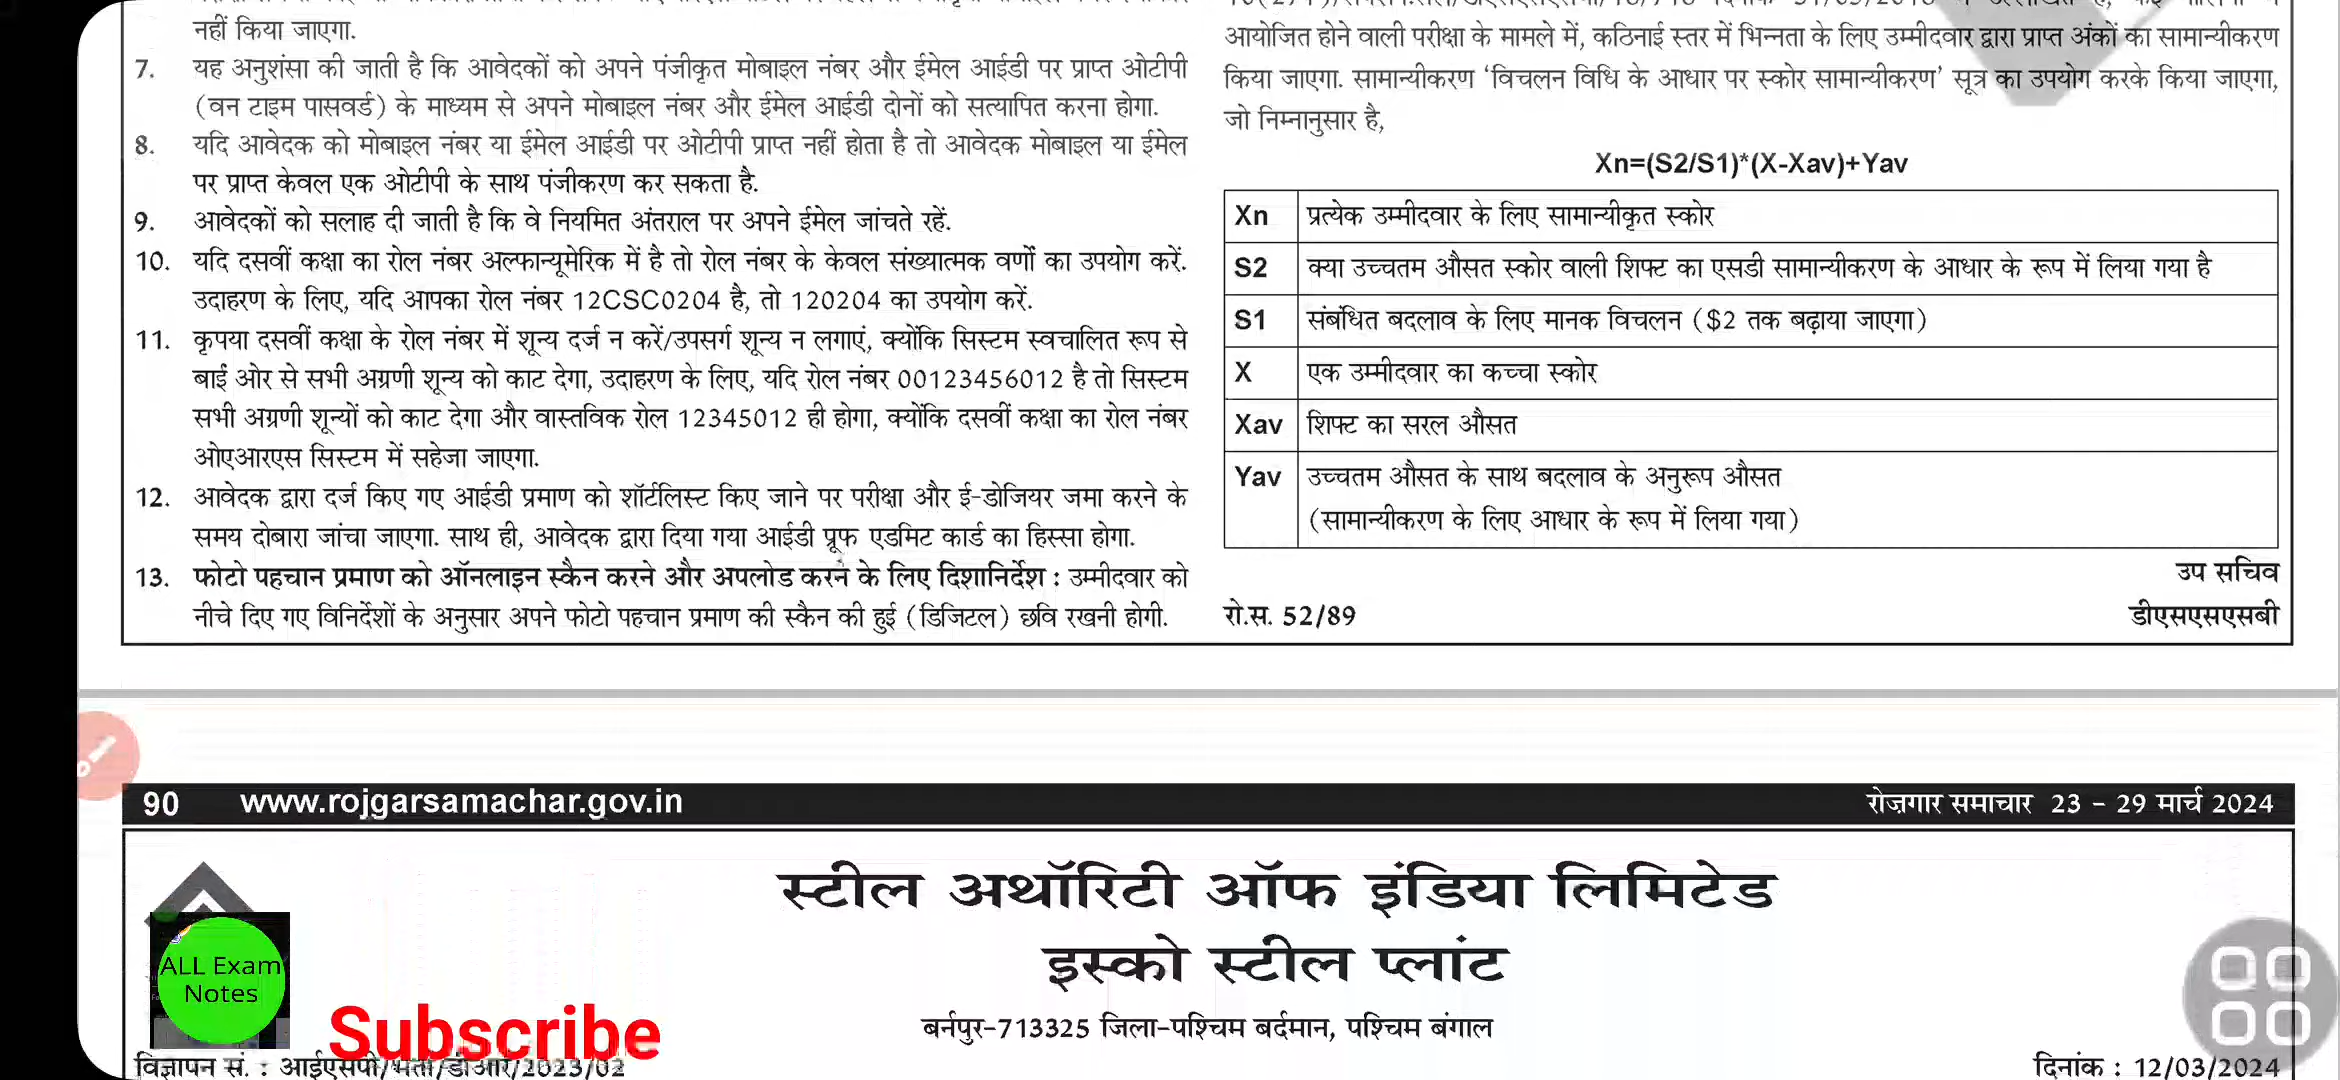 नहीं किया जाएगा.
7. यह अनुशंसा की जाती है कि आवेदकों को अपने पंजीकृत मोबाइल नंबर और ईमेल आईडी पर प्राप्त ओटीपी
(वन टाइम पासवर्ड) के माध्यम से अपने मोबाइल नंबर और ईमेल आईडी दोनों को सत्यापित करना होगा.
8. यदि आवेदक को मोबाइल नंबर या ईमेल आईडी पर ओटीपी प्राप्त नहीं होता है तो आवेदक मोबाइल या ईमेल
पर प्राप्त केवल एक ओटीपी के साथ पंजीकरण कर सकता है.
9. आवेदकों को सलाह दी जाती है कि वे नियमित अंतराल पर अपने ईमेल जांचते रहें.
10. यदि दसवीं कक्षा का रोल नंबर अल्फान्यूमेरिक में है तो रोल नंबर के केवल संख्यात्मक वर्णों का उपयोग करें.
उदाहरण के लिए, यदि आपका रोल नंबर 12CSC0204 है, तो 120204 का उपयोग करें.
11. कृपया दसवीं कक्षा के रोल नंबर में शून्य दर्ज न करें/उपसर्ग शून्य न लगाएं, क्योंकि सिस्टम स्वचालित रूप से
बाईं ओर से सभी अग्रणी शून्य को काट देगा, उदाहरण के लिए, यदि रोल नंबर 00123456012 है तो सिस्टम
सभी अग्रणी शून्यों को काट देगा और वास्तविक रोल 12345012 ही होगा, क्योंकि दसवीं कक्षा का रोल नंबर
ओएआरएस सिस्टम में सहेजा जाएगा.
12. आवेदक द्वारा दर्ज किए गए आईडी प्रमाण को शॉर्टलिस्ट किए जाने पर परीक्षा और ई-डोजियर जमा करने के
समय दोबारा जांचा जाएगा. साथ ही, आवेदक द्वारा दिया गया आईडी प्रूफ एडमिट कार्ड का हिस्सा होगा.
13. फोटो पहचान प्रमाण को ऑनलाइन स्कैन करने और अपलोड करने के लिए दिशानिर्देश : उम्मीदवार को
नीचे दिए गए विनिर्देशों के अनुसार अपने फोटो पहचान प्रमाण की स्कैन की हुई (डिजिटल) छवि रखनी होगी.
आयोजित होने वाली परीक्षा के मामले में, कठिनाई स्तर में भिन्नता के लिए उम्मीदवार द्वारा प्राप्त अंकों का सामान्यीकरण
किया जाएगा. सामान्यीकरण ‘विचलन विधि के आधार पर स्कोर सामान्यीकरण’ सूत्र का उपयोग करके किया जाएगा,
जो निम्नानुसार है,
Xn=(S2/S1)*(X-Xav)+Yav
Xn प्रत्येक उम्मीदवार के लिए सामान्यीकृत स्कोर
S2 क्या उच्चतम औसत स्कोर वाली शिफ्ट का एसडी सामान्यीकरण के आधार के रूप में लिया गया है
S1 संबंधित बदलाव के लिए मानक विचलन ($2 तक बढ़ाया जाएगा)
X एक उम्मीदवार का कच्चा स्कोर
Xav शिफ्ट का सरल औसत
Yav उच्चतम औसत के साथ बदलाव के अनुरूप औसत
(सामान्यीकरण के लिए आधार के रूप में लिया गया)
उप सचिव
रो.स. 52/89 डीएसएसएसबी
90 www.rojgarsamachar.gov.in रोज़गार समाचार 23 - 29 मार्च 2024
स्टील अथॉरिटी ऑफ इंडिया लिमिटेड
इस्को स्टील प्लांट
बर्नपुर-713325 जिला-पश्चिम बर्दमान, पश्चिम बंगाल
ALL Exam
Notes
Subscribe
विज्ञापन सं. : आईएसपी/भर्ती/डीआर/2023/02 दिनांक : 12/03/2024